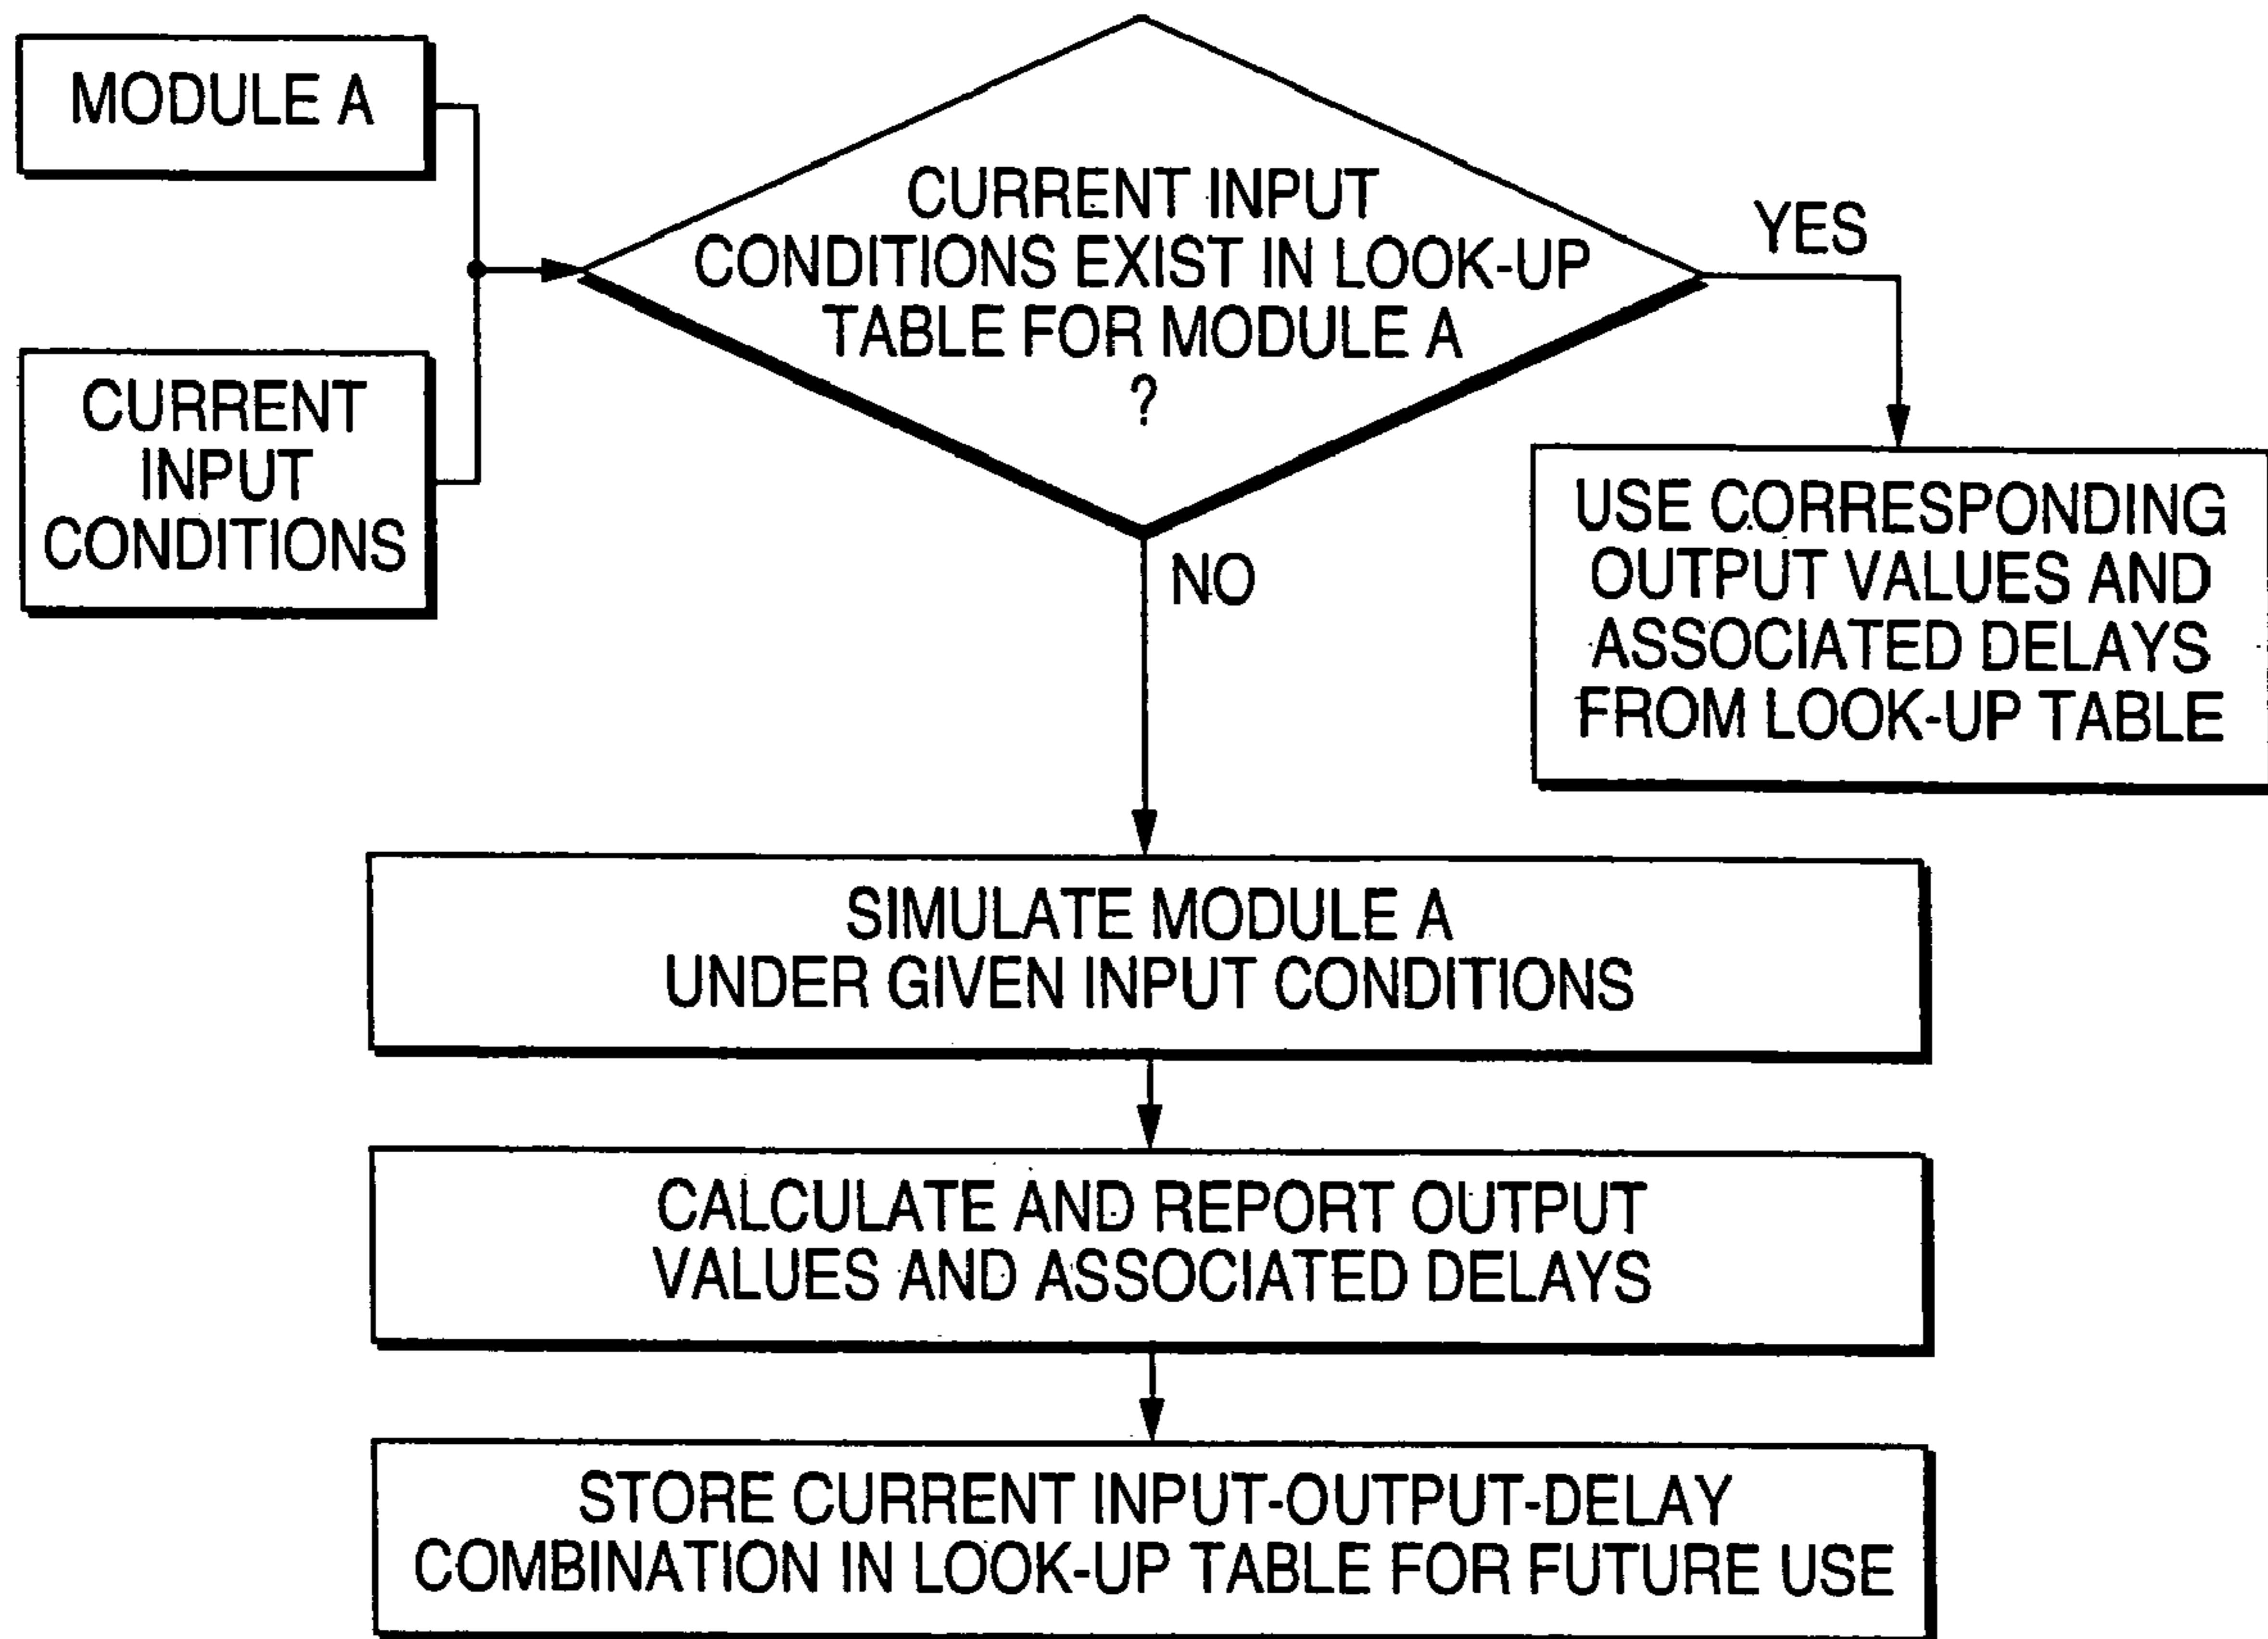 MODULE A
CURRENT
INPUT
CONDITIONS
CURRENT INPUT
CONDITIONS EXIST IN LOOK-UP
TABLE FOR MODULE A
?
YES
NO
USE CORRESPONDING
OUTPUT VALUES AND
ASSOCIATED DELAYS
FROM LOOK-UP TABLE
SIMULATE MODULE A
UNDER GIVEN INPUT CONDITIONS
CALCULATE AND REPORT OUTPUT
VALUES AND ASSOCIATED DELAYS
STORE CURRENT INPUT-OUTPUT-DELAY
COMBINATION IN LOOK-UP TABLE FOR FUTURE USE